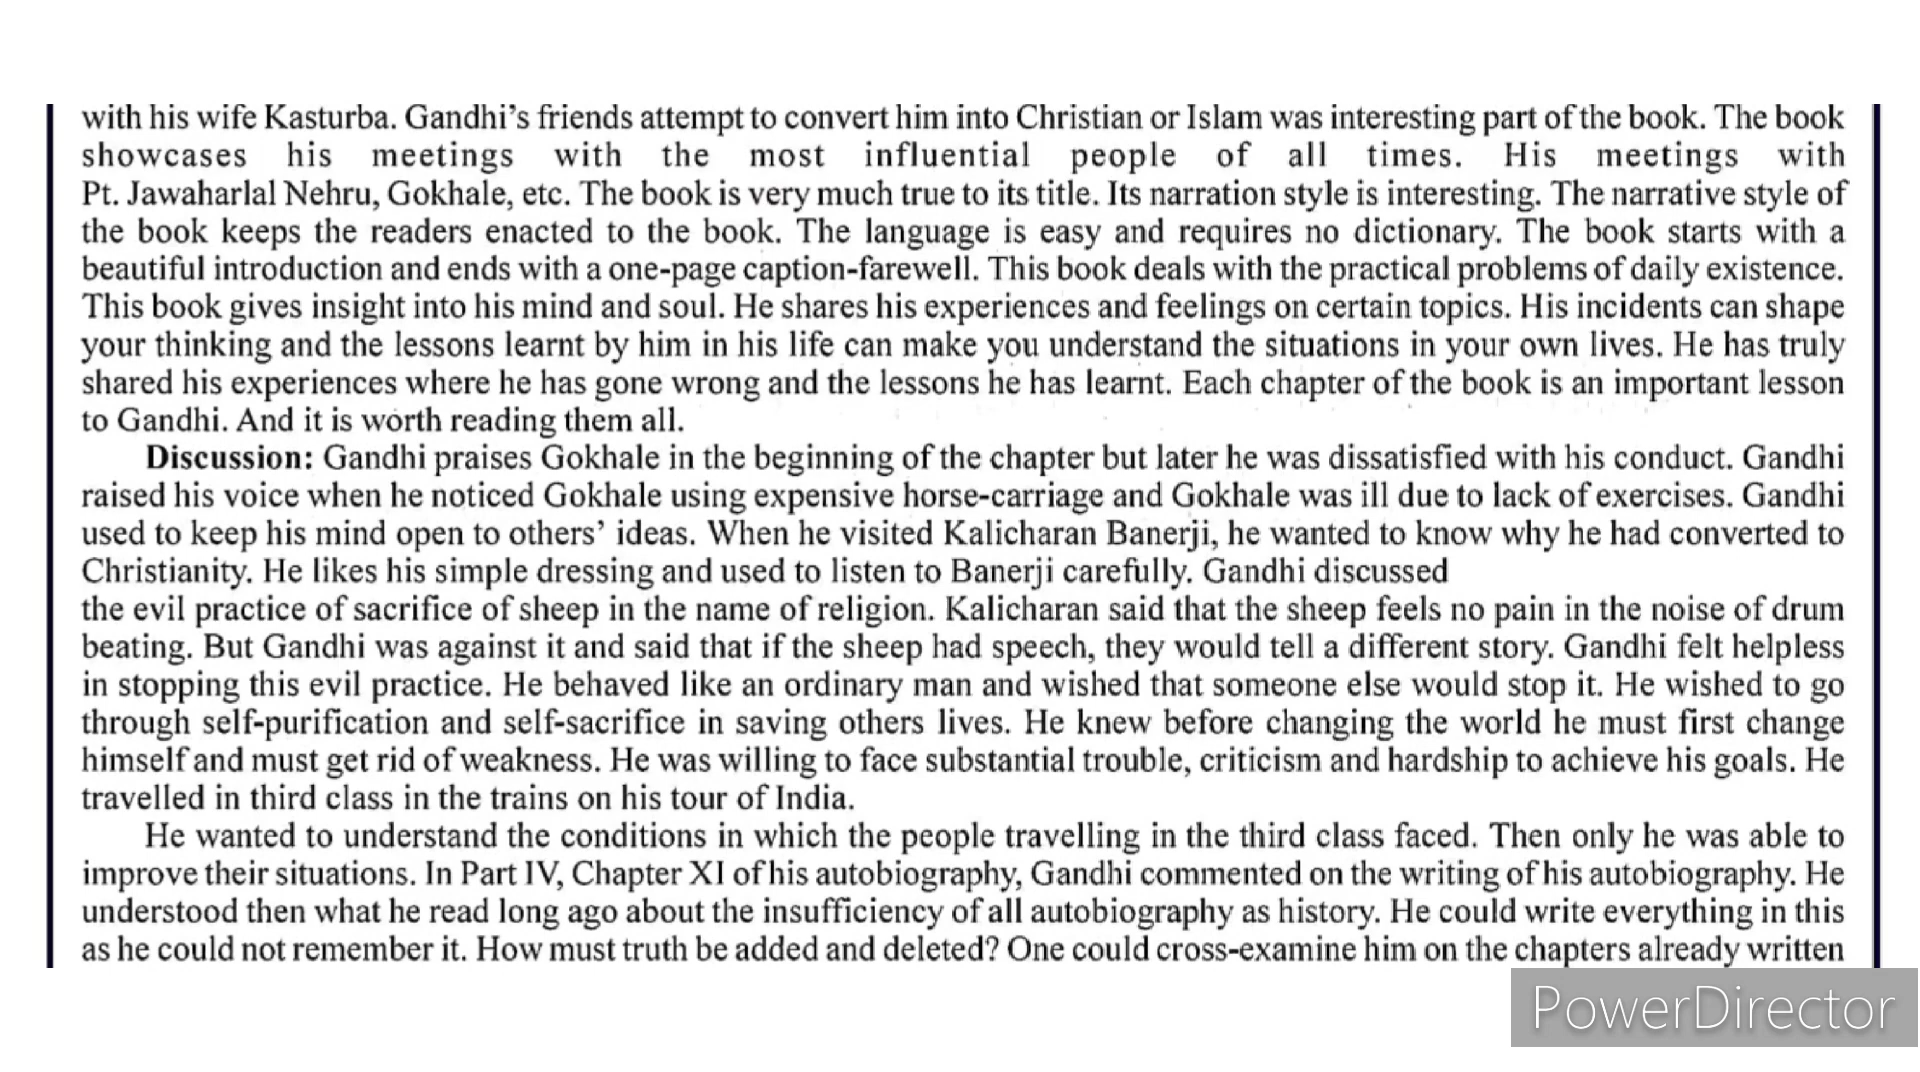 with his wife Kasturba. Gandhi’s friends attempt to convert him into Christian or Islam was interesting part of the book. The book
showcases his meetings with the most influential people of all times. His meetings with
Pt. Jawaharlal Nehru, Gokhale, etc. The book is very much true to its title. Its narration style is interesting. The narrative style of
the book keeps the readers enacted to the book. The language is easy and requires no dictionary. The book starts with a
beautiful introduction and ends with a one-page caption-farewell. This book deals with the practical problems of daily existence.
This book gives insight into his mind and soul. He shares his experiences and feelings on certain topics. His incidents can shape
your thinking and the lessons learnt by him in his life can make you understand the situations in your own lives. He has truly
shared his experiences where he has gone wrong and the lessons he has learnt. Each chapter of the book is an important lesson
to Gandhi. And it is worth reading them all.
Discussion: Gandhi praises Gokhale in the beginning of the chapter but later he was dissatisfied with his conduct. Gandhi
raised his voice when he noticed Gokhale using expensive horse-carriage and Gokhale was ill due to lack of exercises. Gandhi
used to keep his mind open to others’ ideas. When he visited Kalicharan Banerji, he wanted to know why he had converted to
Christianity. He likes his simple dressing and used to listen to Banerji carefully. Gandhi discussed
the evil practice of sacrifice of sheep in the name of religion. Kalicharan said that the sheep feels no pain in the noise of drum
beating. But Gandhi was against it and said that if the sheep had speech, they would tell a different story. Gandhi felt helpless
in stopping this evil practice. He behaved like an ordinary man and wished that someone else would stop it. He wished to go
through self-purification and self-sacrifice in saving others lives. He knew before changing the world he must first change
himself and must get rid of weakness. He was willing to face substantial trouble, criticism and hardship to achieve his goals. He
travelled in third class in the trains on his tour of India.
He wanted to understand the conditions in which the people travelling in the third class faced. Then only he was able to
improve their situations. In Part IV, Chapter XI of his autobiography, Gandhi commented on the writing of his autobiography. He
understood then what he read long ago about the insufficiency of all autobiography as history. He could write everything in this
as he could not remember it. How must truth be added and deleted? One could cross-examine him on the chapters already written
PowerDirector